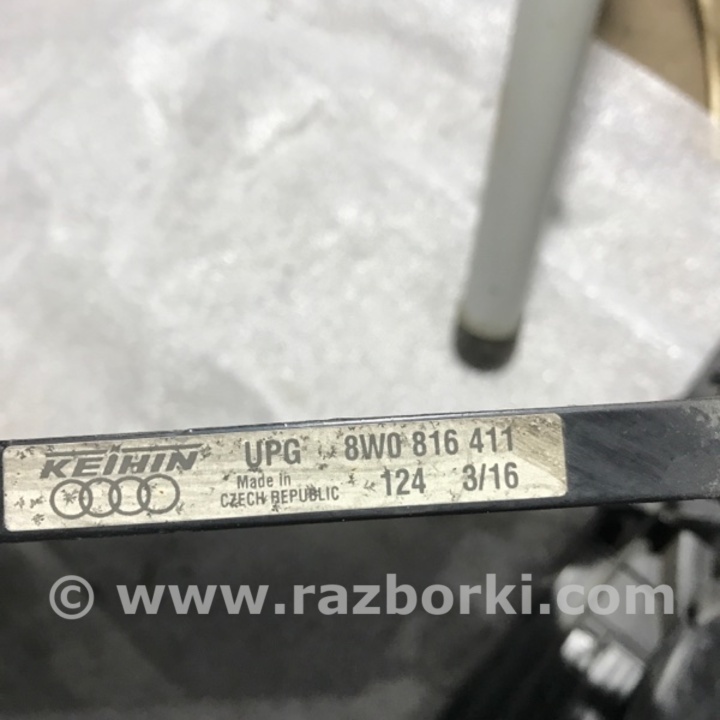 KEIHIN UPG 8W0 816 411
Made in 124 3/16
CZECH REPUBLIC
© www.razborki.com